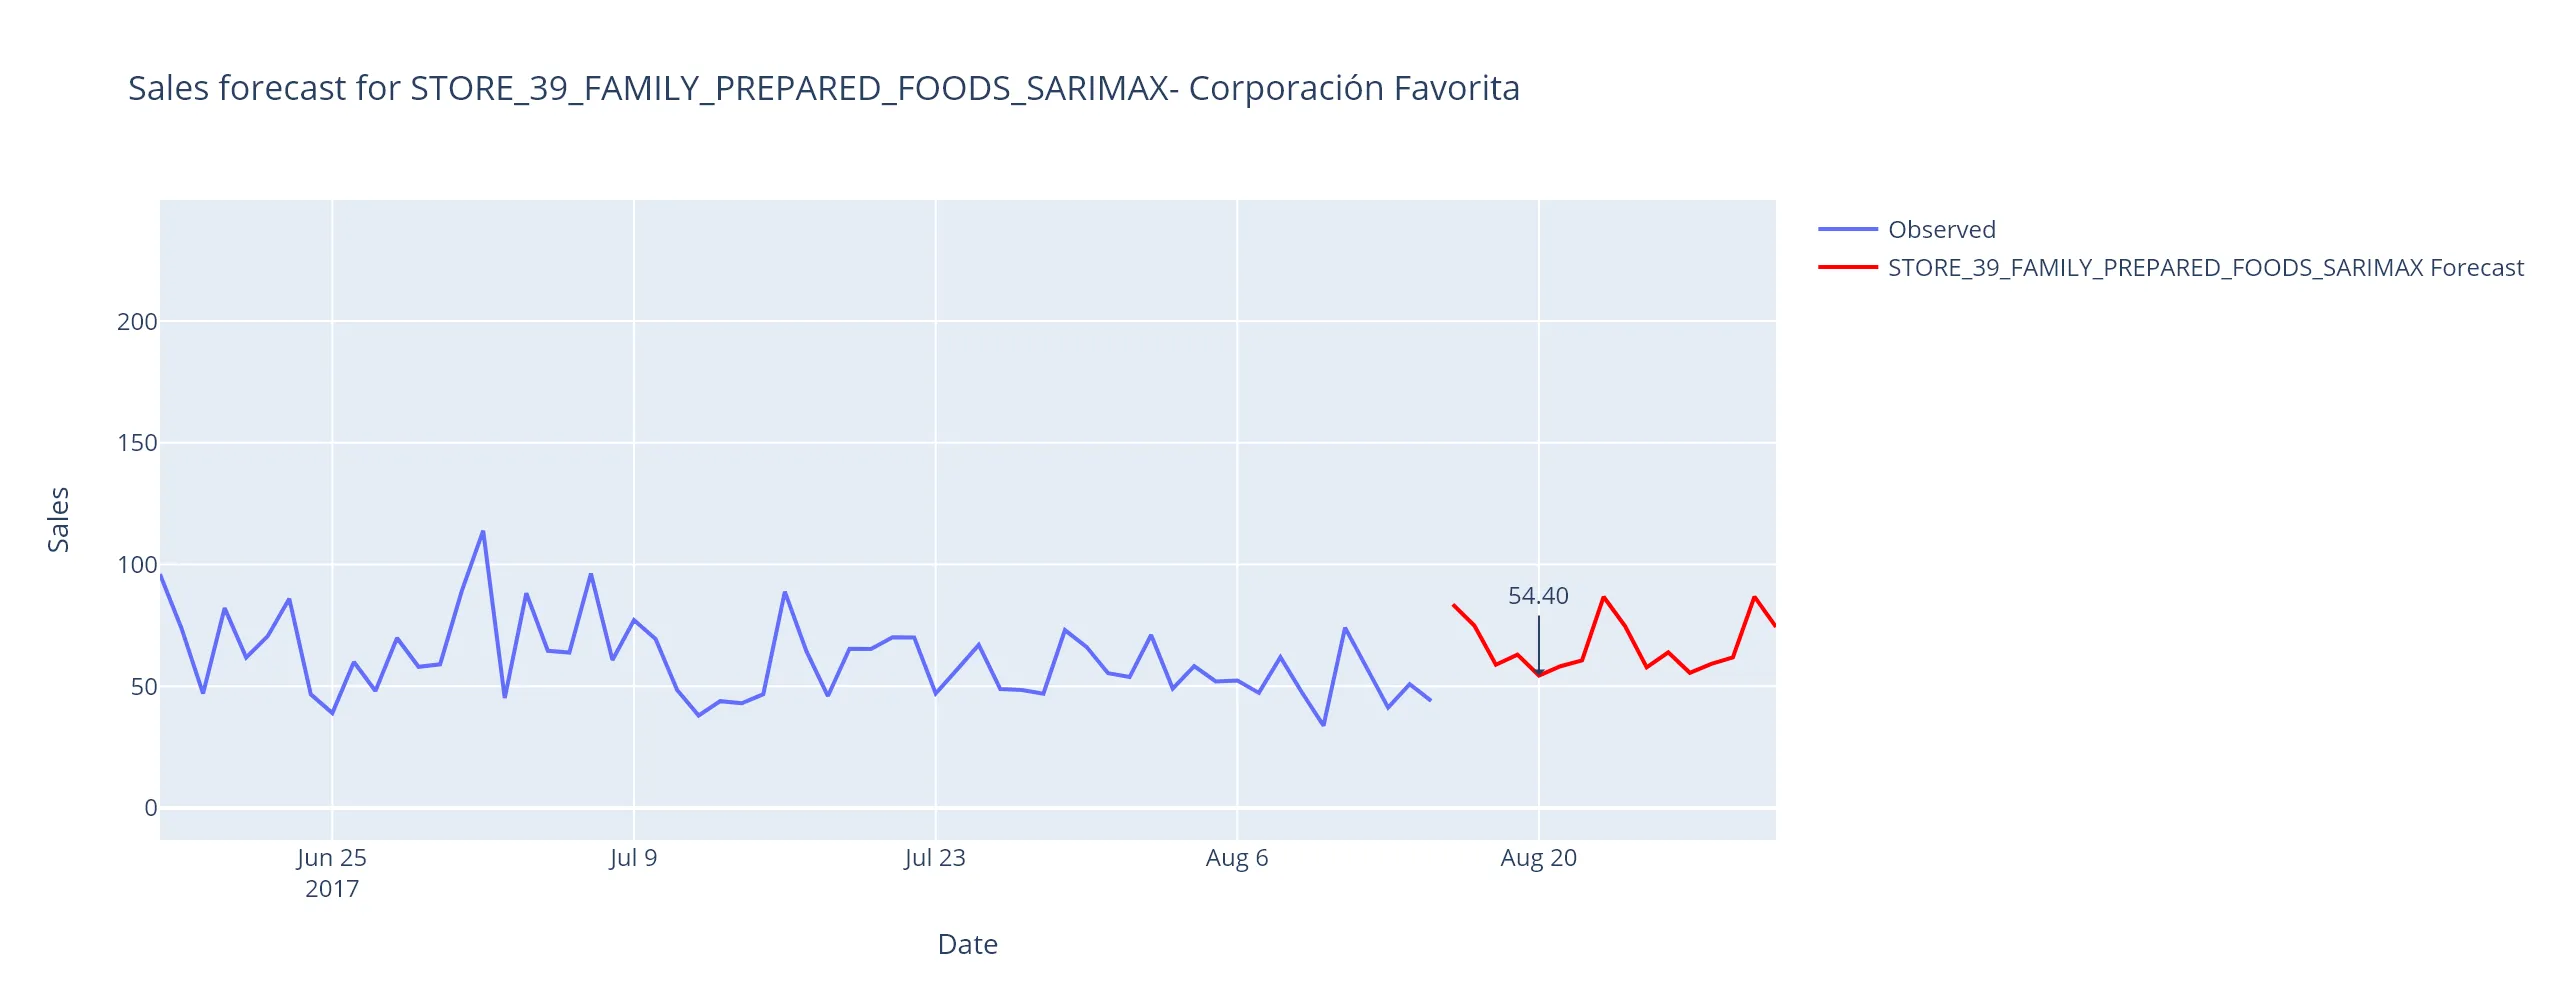 Sales forecast for STORE_39_FAMILY_PREPARED_FOODS_SARIMAX- Corporación Favorita
Observed
STORE_39_FAMILY_PREPARED_FOODS_SARIMAX Forecast
200
150
100
50
0
Sales
54.40
Jun 25
2017
Jul 9
Jul 23
Aug 6
Aug 20
Date